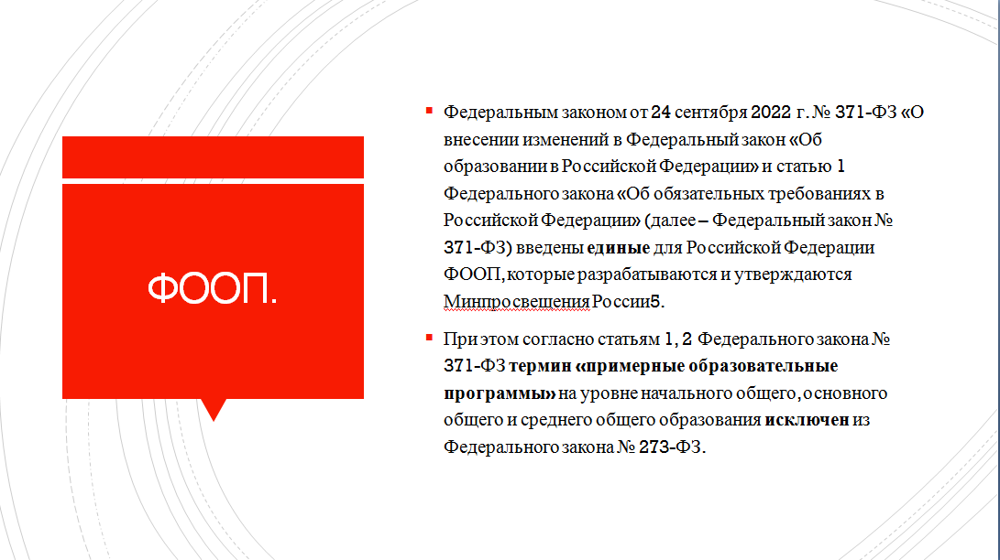 ФООП.
Федеральным законом от 24 сентября 2022 г. № 371-ФЗ «О
внесении изменений в Федеральный закон «Об
образовании в Российской Федерации» и статью 1
Федерального закона «Об обязательных требованиях в
Российской Федерации» (далее – Федеральный закон №
371-ФЗ) введены единые для Российской Федерации
ФООП, которые разрабатываются и утверждаются
Минпросвещения России5.
При этом согласно статьям 1, 2 Федерального закона №
371-ФЗ термин «примерные образовательные
программы» на уровне начального общего, основного
общего и среднего общего образования исключен из
Федерального закона № 273-ФЗ.